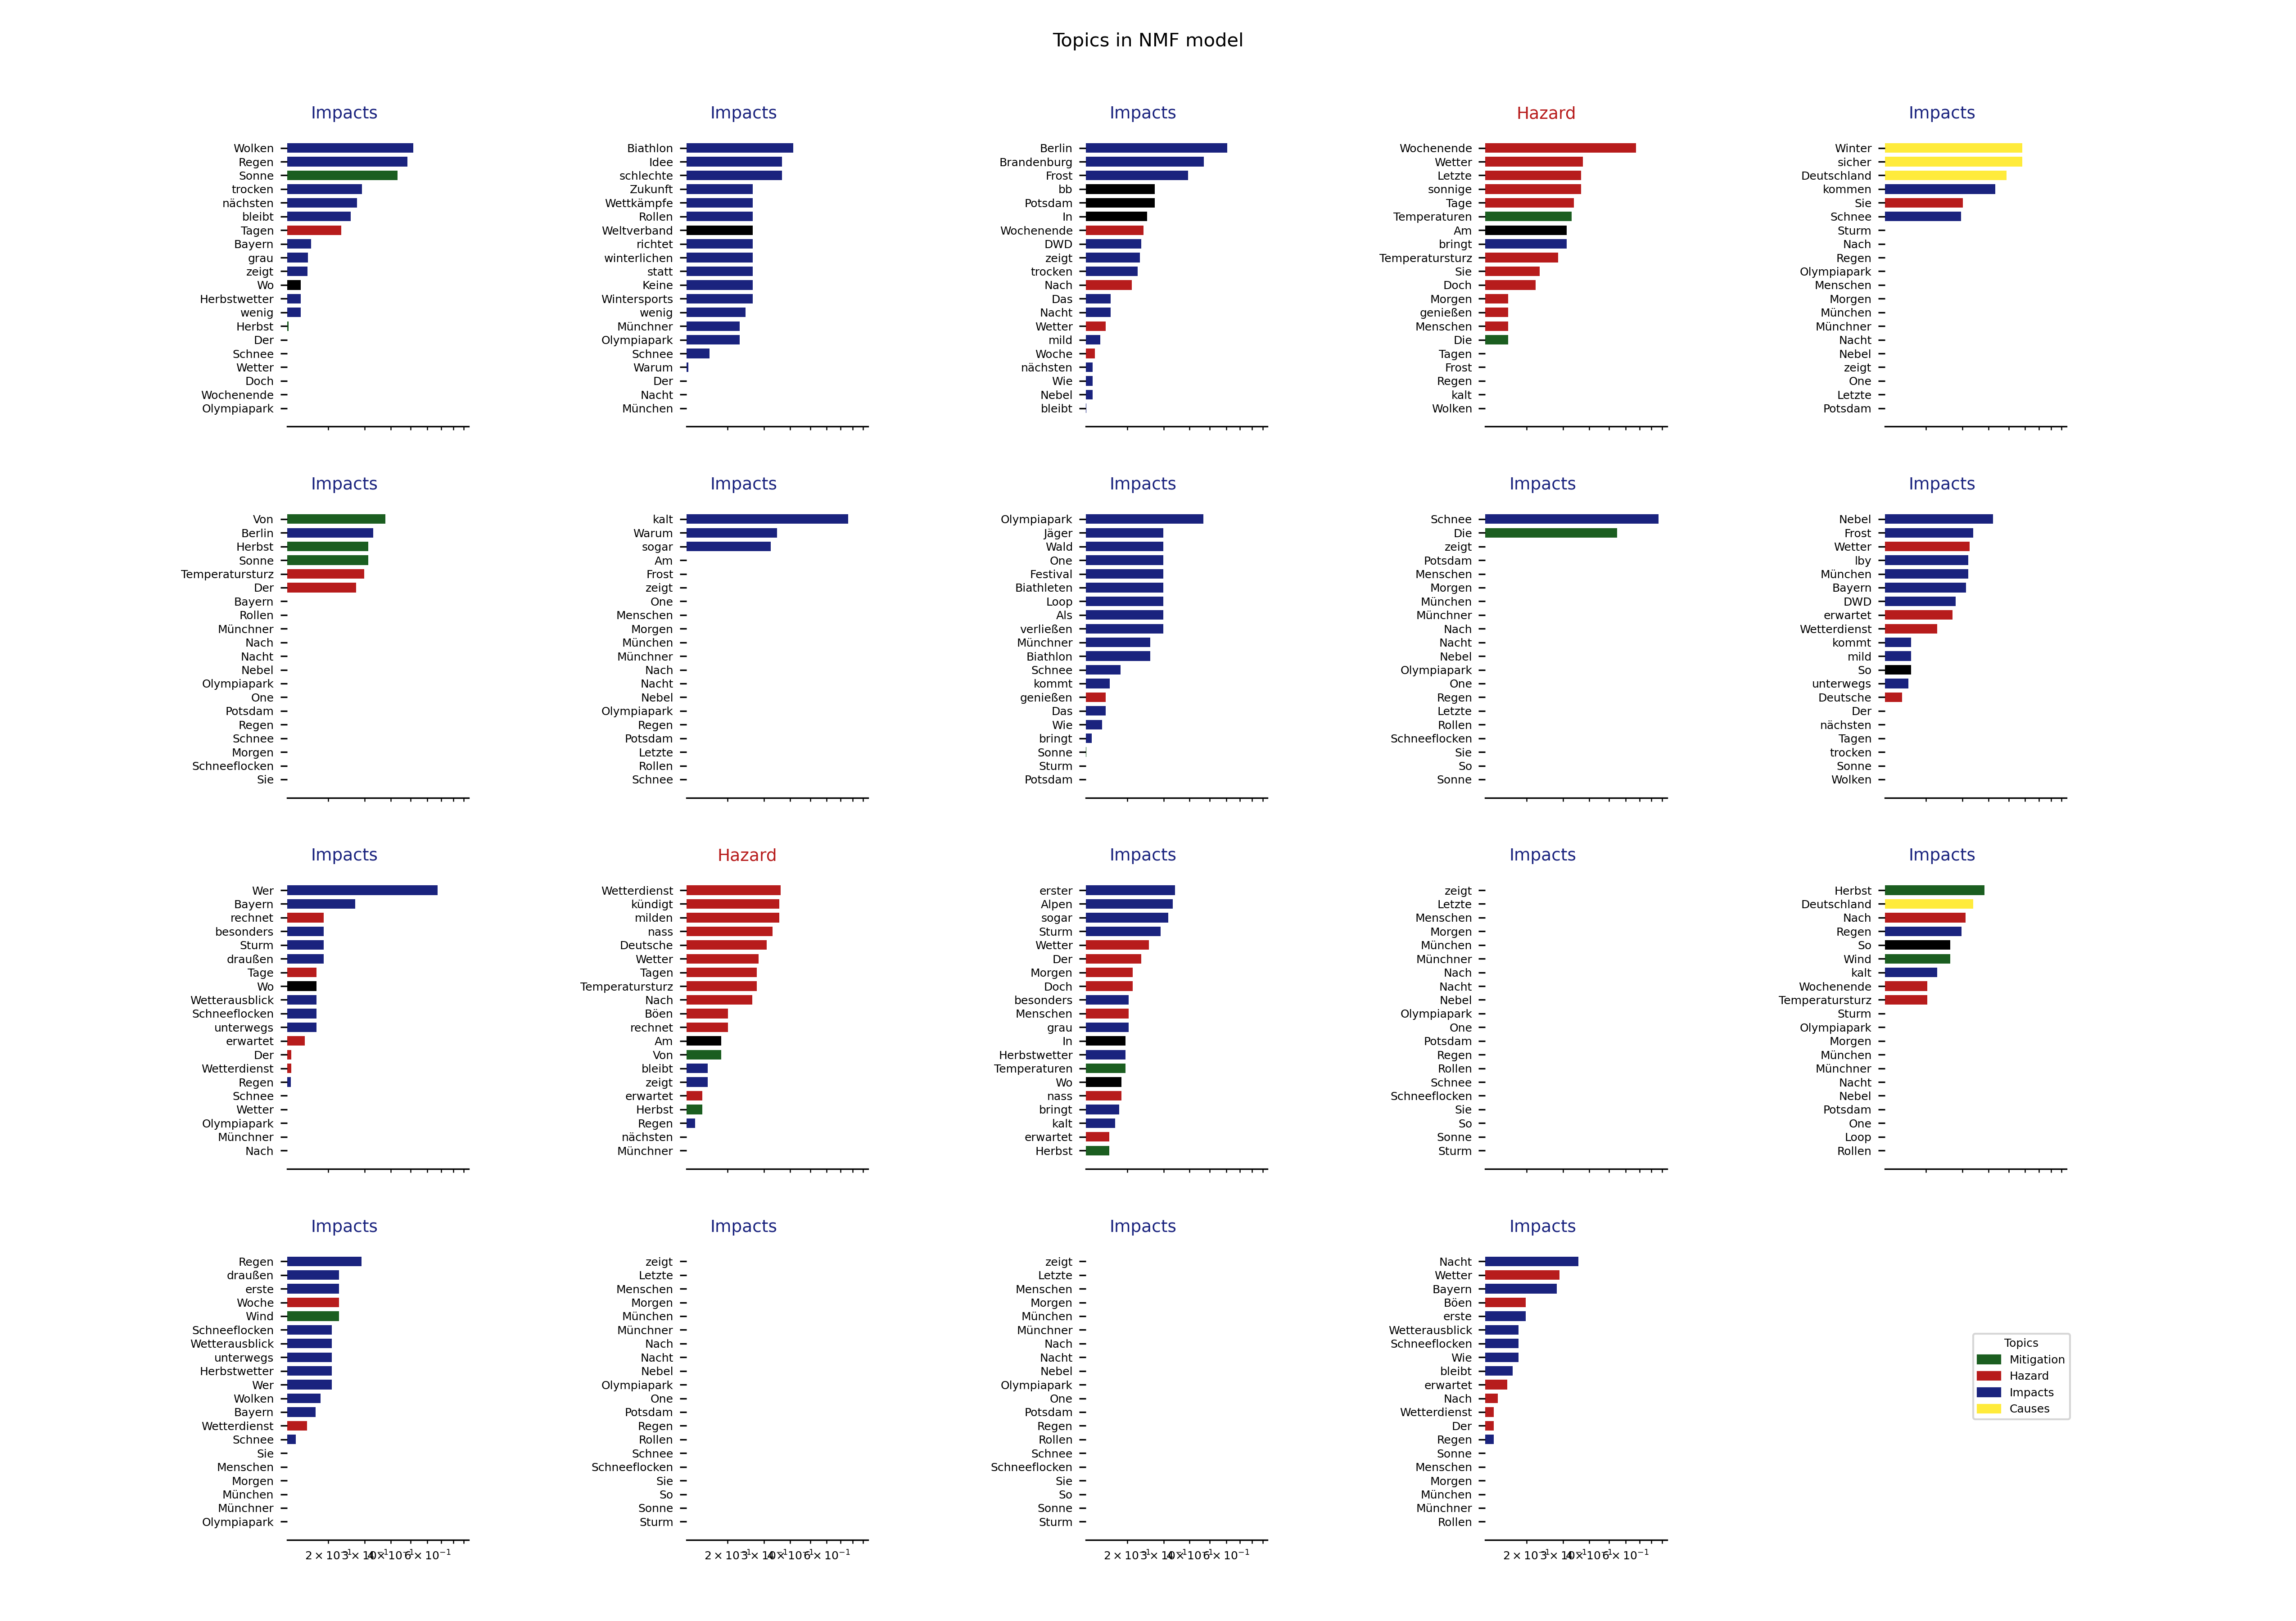 Topics in NMF model
Impacts
Wolken
Regen
Sonne
trocken
nächsten
bleibt
Tagen
Bayern
grau
zeigt
Wo
Herbstwetter
wenig
Herbst
Der
Schnee
Wetter
Doch
Wochenende
Olympiapark
Impacts
Biathlon
Idee
schlechte
Zukunft
Wettkämpfe
Rollen
Weltverband
richtet
winterlichen
statt
Keine
Wintersports
wenig
Münchner
Olympiapark
Schnee
Warum
Der
Nacht
München
Impacts
Berlin
Brandenburg
Frost
bb
Potsdam
In
Wochenende
DWD
zeigt
trocken
Nach
Das
Nacht
Wetter
mild
Woche
nächsten
Wie
Nebel
bleibt
Hazard
Wochenende
Wetter
Letzte
sonnige
Tage
Temperaturen
Am
bringt
Temperatursturz
Sie
Doch
Morgen
genießen
Menschen
Die
Tagen
Frost
Regen
kalt
Wolken
Impacts
Winter
sicher
Deutschland
kommen
Sie
Schnee
Sturm
Nach
Regen
Olympiapark
Menschen
Morgen
München
Münchner
Nacht
Nebel
zeigt
One
Letzte
Potsdam
Impacts
Von
Berlin
Herbst
Sonne
Temperatursturz
Der
Bayern
Rollen
Münchner
Nach
Nacht
Nebel
Olympiapark
One
Potsdam
Regen
Schnee
Morgen
Schneeflocken
Sie
Impacts
kalt
Warum
sogar
Am
Frost
zeigt
One
Menschen
Morgen
München
Münchner
Nach
Nacht
Nebel
Olympiapark
Regen
Potsdam
Letzte
Rollen
Schnee
Impacts
Olympiapark
Jäger
Wald
One
Festival
Biathleten
Loop
Als
verließen
Münchner
Biathlon
Schnee
kommt
genießen
Das
Wie
bringt
Sonne
Sturm
Potsdam
Impacts
Schnee
Die
zeigt
Potsdam
Menschen
Morgen
München
Münchner
Nach
Nacht
Nebel
Olympiapark
One
Regen
Letzte
Rollen
Schneeflocken
Sie
So
Sonne
Impacts
Nebel
Frost
Wetter
lby
München
Bayern
DWD
erwartet
Wetterdienst
kommt
mild
So
unterwegs
Deutsche
Der
nächsten
Tagen
trocken
Sonne
Wolken
Impacts
Wer
Bayern
rechnet
besonders
Sturm
draußen
Tage
Wo
Wetterausblick
Schneeflocken
unterwegs
erwartet
Der
Wetterdienst
Regen
Schnee
Wetter
Olympiapark
Münchner
Nach
Hazard
Wetterdienst
kündigt
milden
nass
Deutsche
Wetter
Tagen
Temperatursturz
Nach
Böen
rechnet
Am
Von
bleibt
zeigt
erwartet
Herbst
Regen
nächsten
Münchner
Impacts
erster
Alpen
sogar
Sturm
Wetter
Der
Morgen
Doch
besonders
Menschen
grau
In
Herbstwetter
Temperaturen
Wo
nass
bringt
kalt
erwartet
Herbst
Impacts
zeigt
Letzte
Menschen
Morgen
München
Münchner
Nach
Nacht
Nebel
Olympiapark
One
Potsdam
Regen
Rollen
Schnee
Schneeflocken
Sie
So
Sonne
Sturm
Impacts
Herbst
Deutschland
Nach
Regen
So
Wind
kalt
Wochenende
Temperatursturz
Sturm
Olympiapark
Morgen
München
Münchner
Nacht
Nebel
Potsdam
One
Loop
Rollen
Impacts
Regen
draußen
erste
Woche
Wind
Schneeflocken
Wetterausblick
unterwegs
Herbstwetter
Wer
Wolken
Bayern
Wetterdienst
Schnee
Sie
Menschen
Morgen
München
Münchner
Olympiapark
Impacts
zeigt
Letzte
Menschen
Morgen
München
Münchner
Nach
Nacht
Nebel
Olympiapark
One
Potsdam
Regen
Rollen
Schnee
Schneeflocken
Sie
So
Sonne
Sturm
Impacts
zeigt
Letzte
Menschen
Morgen
München
Münchner
Nach
Nacht
Nebel
Olympiapark
One
Potsdam
Regen
Rollen
Schnee
Schneeflocken
Sie
So
Sonne
Sturm
Impacts
Nacht
Wetter
Bayern
Böen
erste
Wetterausblick
Schneeflocken
Wie
bleibt
erwartet
Nach
Wetterdienst
Der
Regen
Sonne
Menschen
Morgen
München
Münchner
Rollen
Topics
Mitigation
Hazard
Impacts
Causes